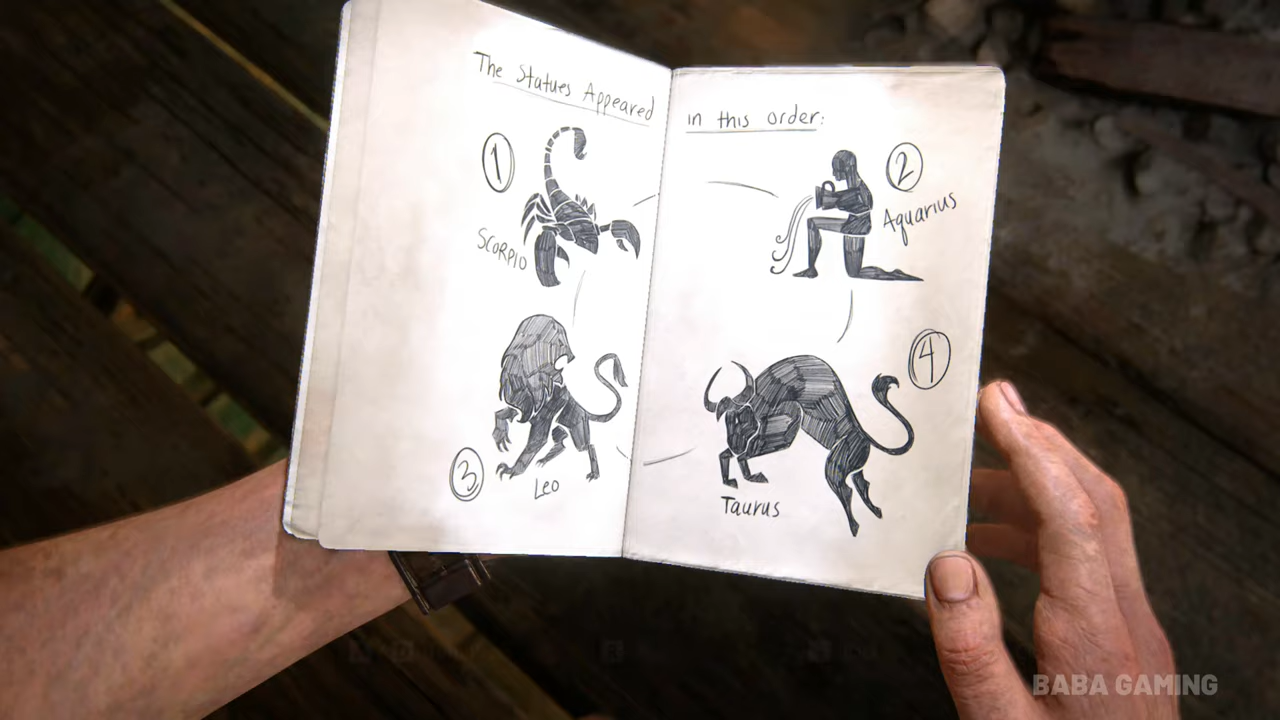 The Statues Appeared
in this order:
1
SCORPIO
2
Aquarius
3
Leo
4
Taurus
BABA GAMING